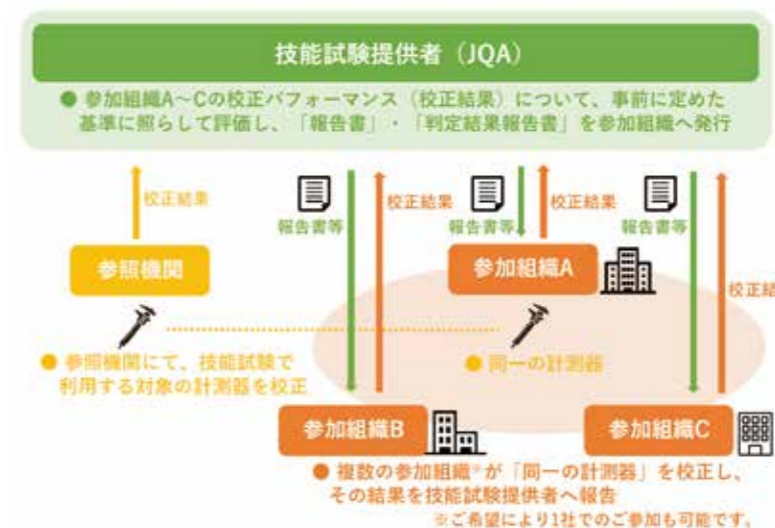 技能試験提供者（JQA）
● 参加組織A～Cの校正パフォーマンス（校正結果）について、事前に定めた
基準に照らして評価し、「報告書」・「判定結果報告書」を参加組織へ発行
校正結果
報告書等
校正結果
報告書等
校正結果
報告書等
校正結
参照機関
参加組織A
● 参照機関にて、技能試験で
利用する対象の計測器を校正
● 同一の計測器
参加組織B
参加組織C
● 複数の参加組織※が「同一の計測器」を校正し、
その結果を技能試験提供者へ報告
※ご希望により1社でのご参加も可能です。